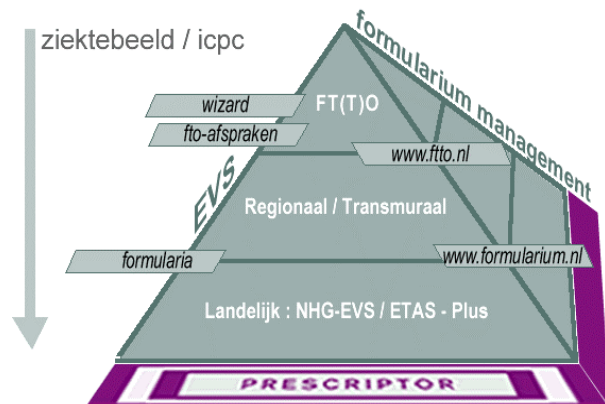 ziektebeeld / icpc
formularium management
wizard
FT(T)O
fto-afspraken
www.ftto.nl
EVS
Regionaal / Transmuraal
formularia
www.formularium.nl
Landelijk : NHG-EVS / ETAS - Plus
PRESCRIPTOR